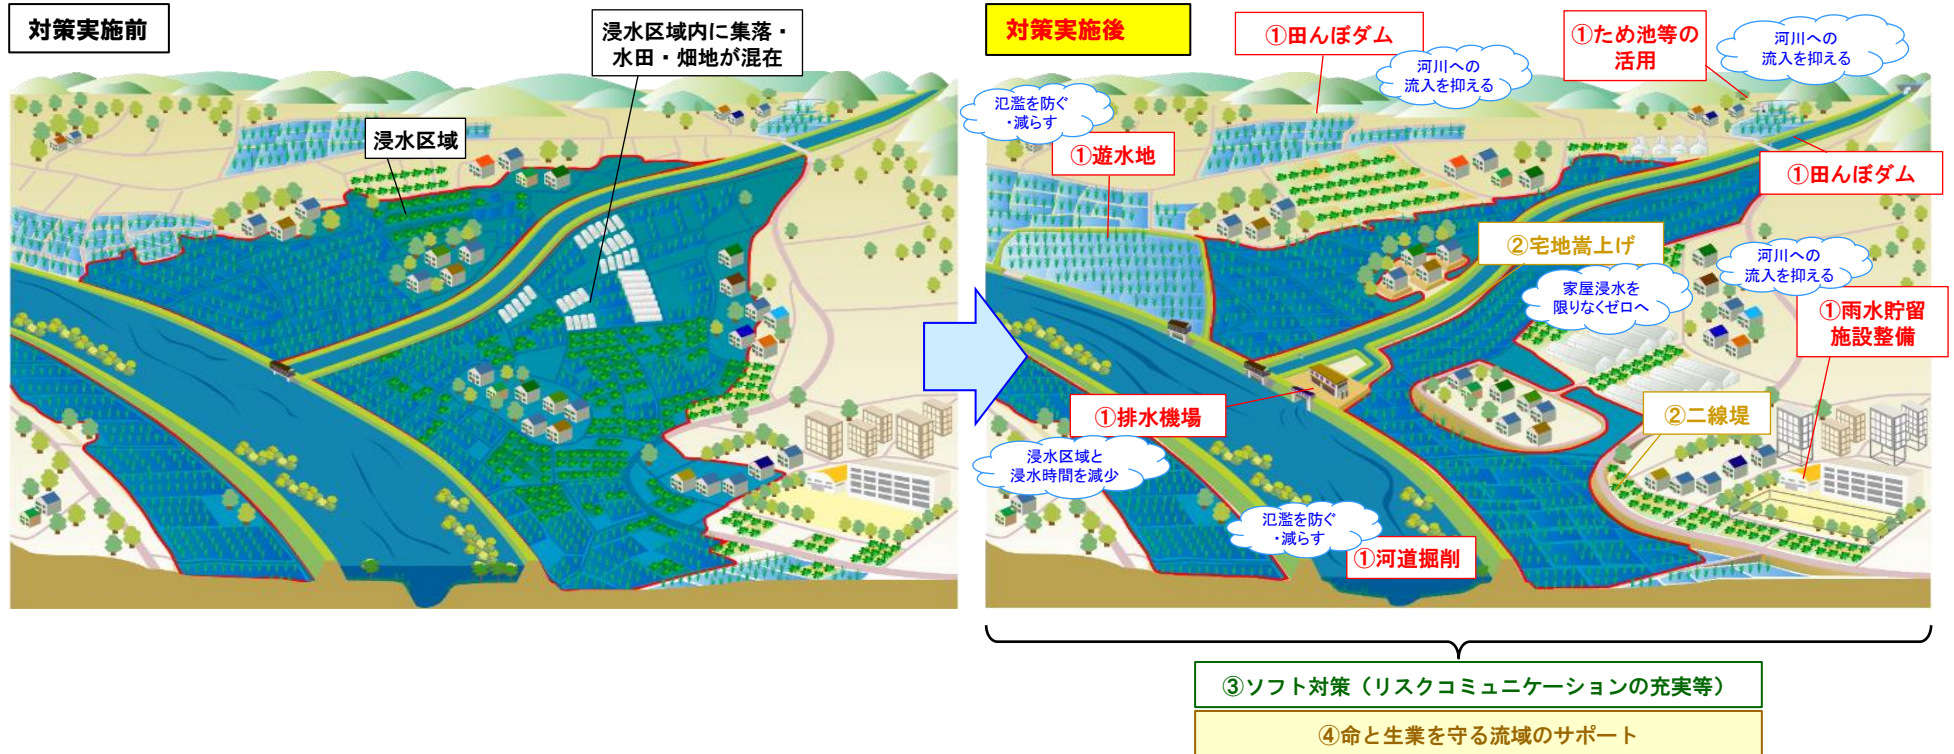 対策実施前
浸水区域内に集落・
水田・畑地が混在
浸水区域
対策実施後
①田んぼダム
河川への
流入を抑える
①ため池等の
活用
河川への
流入を抑える
氾濫を防ぐ
・減らす
①遊水地
①田んぼダム
②宅地嵩上げ
河川への
流入を抑える
家屋浸水を
限りなくゼロへ
①雨水貯留
施設整備
①排水機場
②二線堤
浸水区域と
浸水時間を減少
氾濫を防ぐ
・減らす
①河道掘削
③ソフト対策（リスクコミュニケーションの充実等）
④命と生業を守る流域のサポート